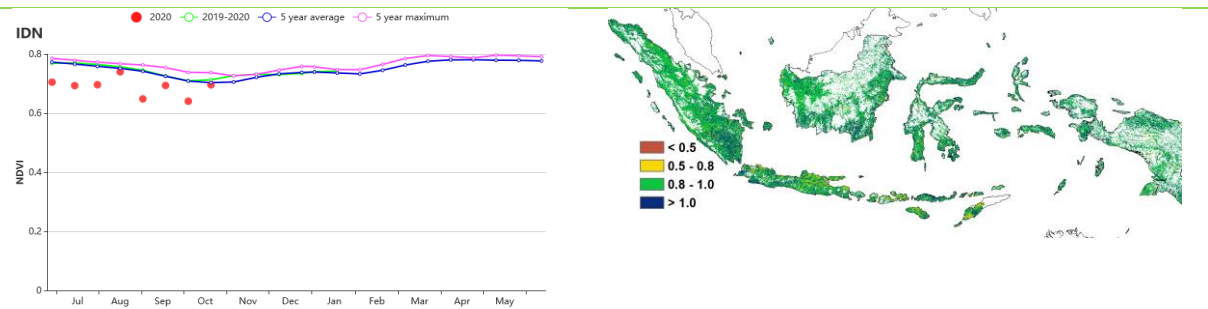 2020 2019-2020 5 year average 5 year maximum
IDN
0.8
0.6
0.4
0.2
0
NDVI
Jul Aug Sep Oct Nov Dec Jan Feb Mar Apr May
< 0.5
0.5 - 0.8
0.8 - 1.0
> 1.0